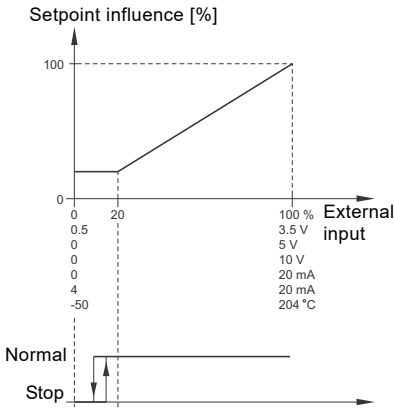 Setpoint influence [%]
100
0
0 20 100 % External
0.5 3.5 V input
0 5 V
0 10 V
0 20 mA
4 20 mA
-50 204 °C
Normal
Stop